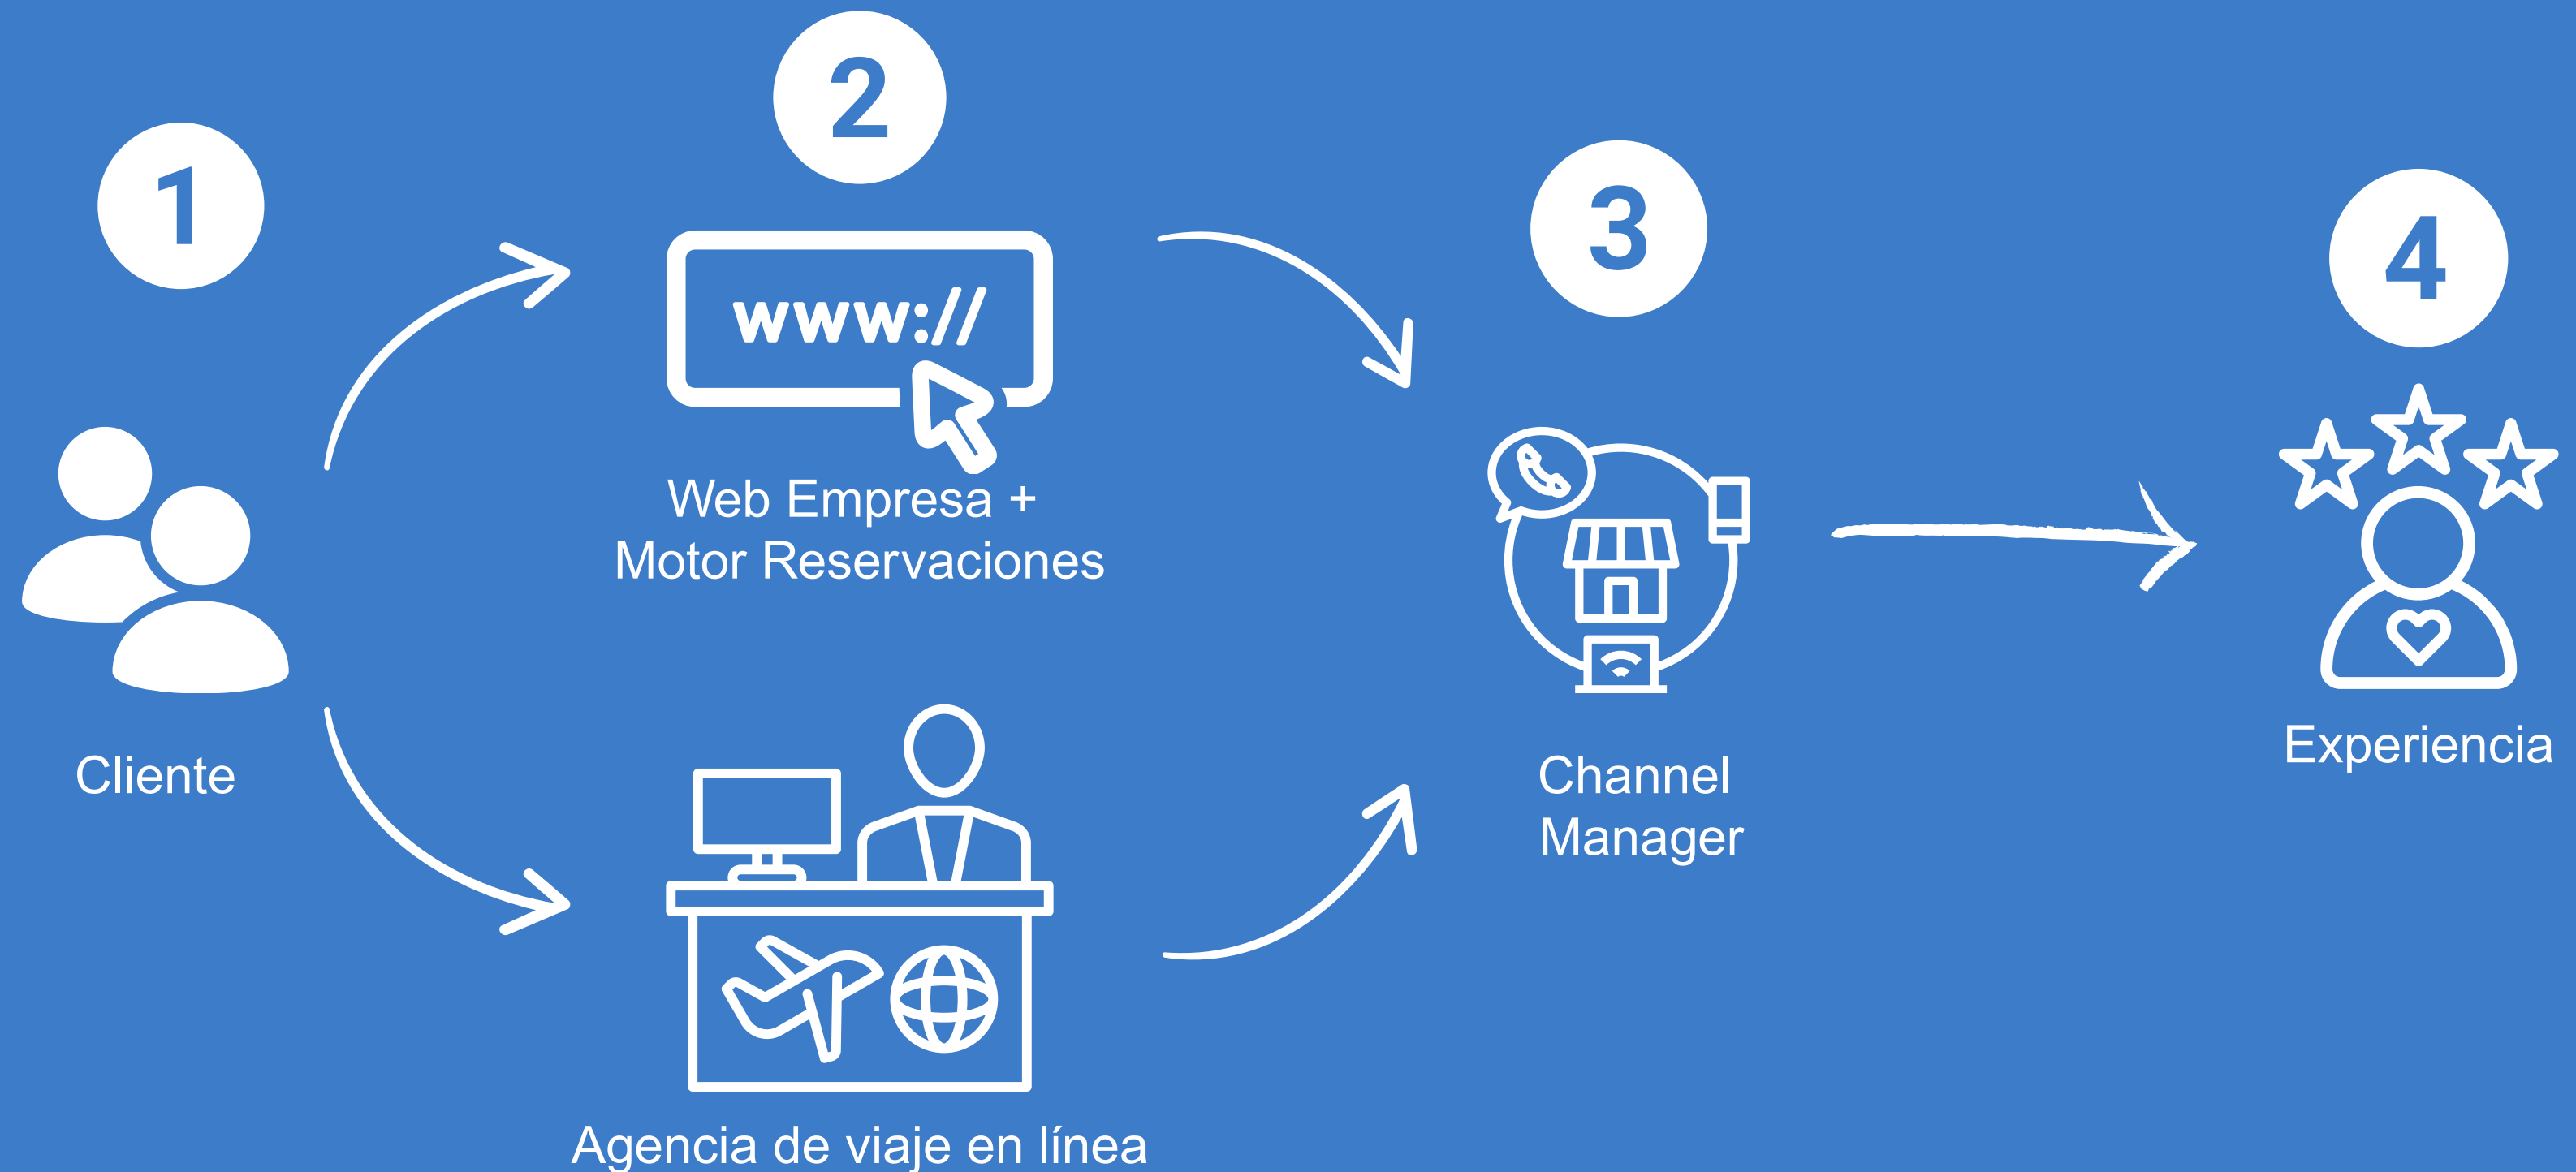 1
Cliente
2
www://
Web Empresa +
Motor Reservaciones
Agencia de viaje en línea
3
Channel
Manager
4
Experiencia